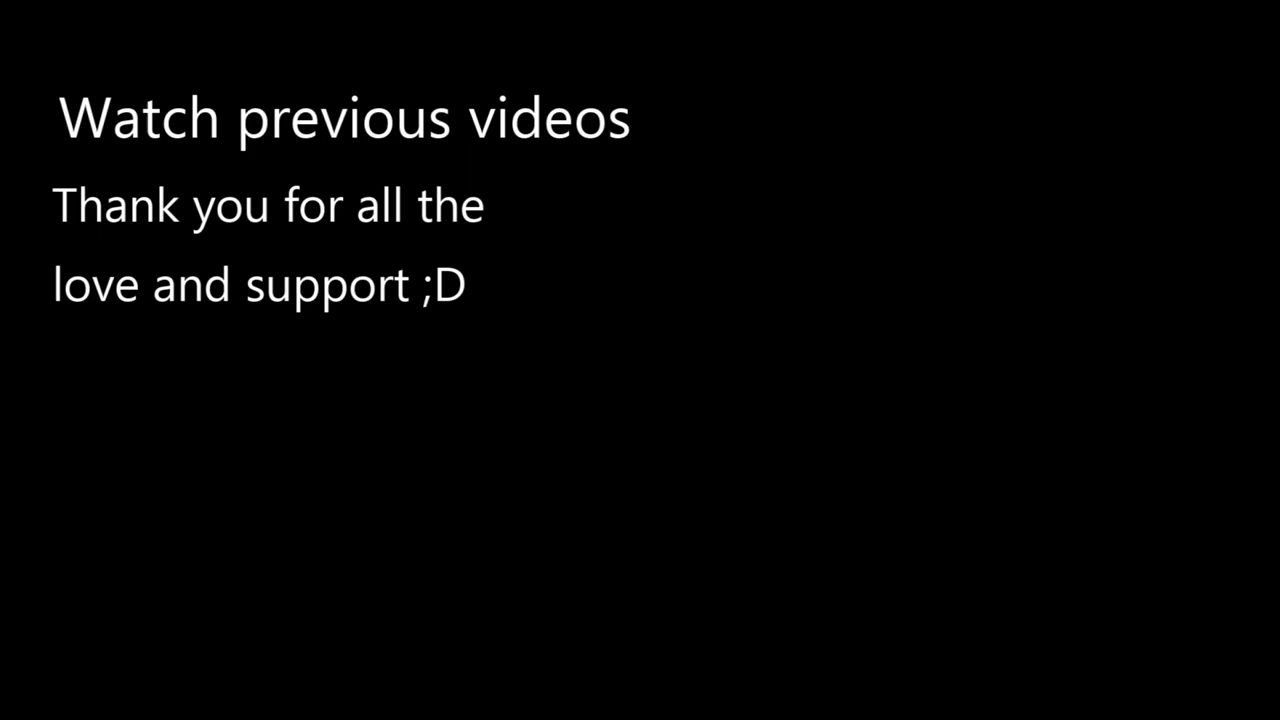 Watch previous videos
Thank you for all the
love and support ;D